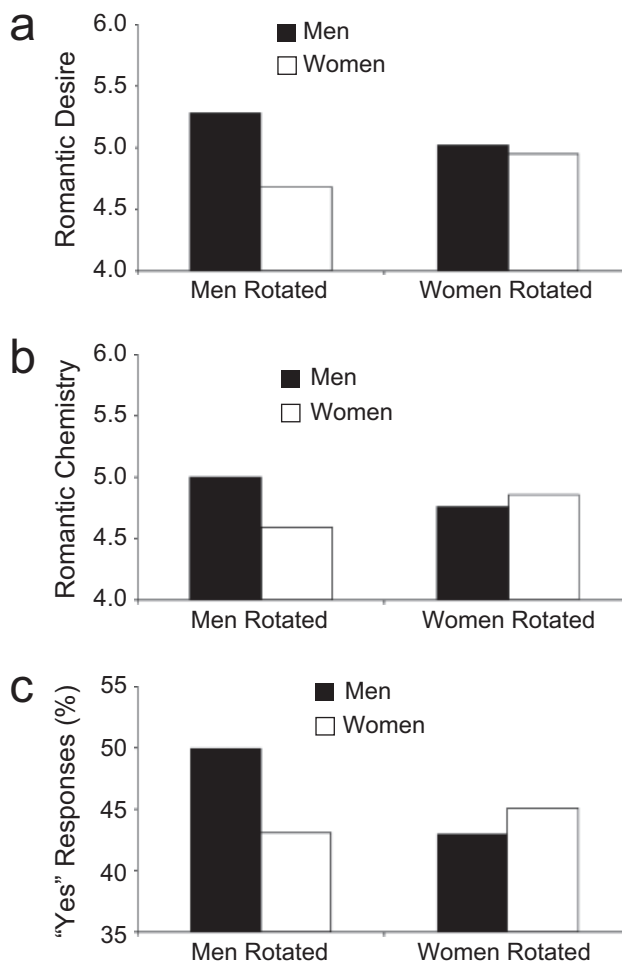 a
Romantic Desire
6.0
5.5
5.0
4.5
4.0
Men
Women
Men Rotated
Women Rotated
b
Romantic Chemistry
6.0
5.5
5.0
4.5
4.0
Men
Women
Men Rotated
Women Rotated
c
“Yes” Responses (%)
55
50
45
40
35
Men
Women
Men Rotated
Women Rotated